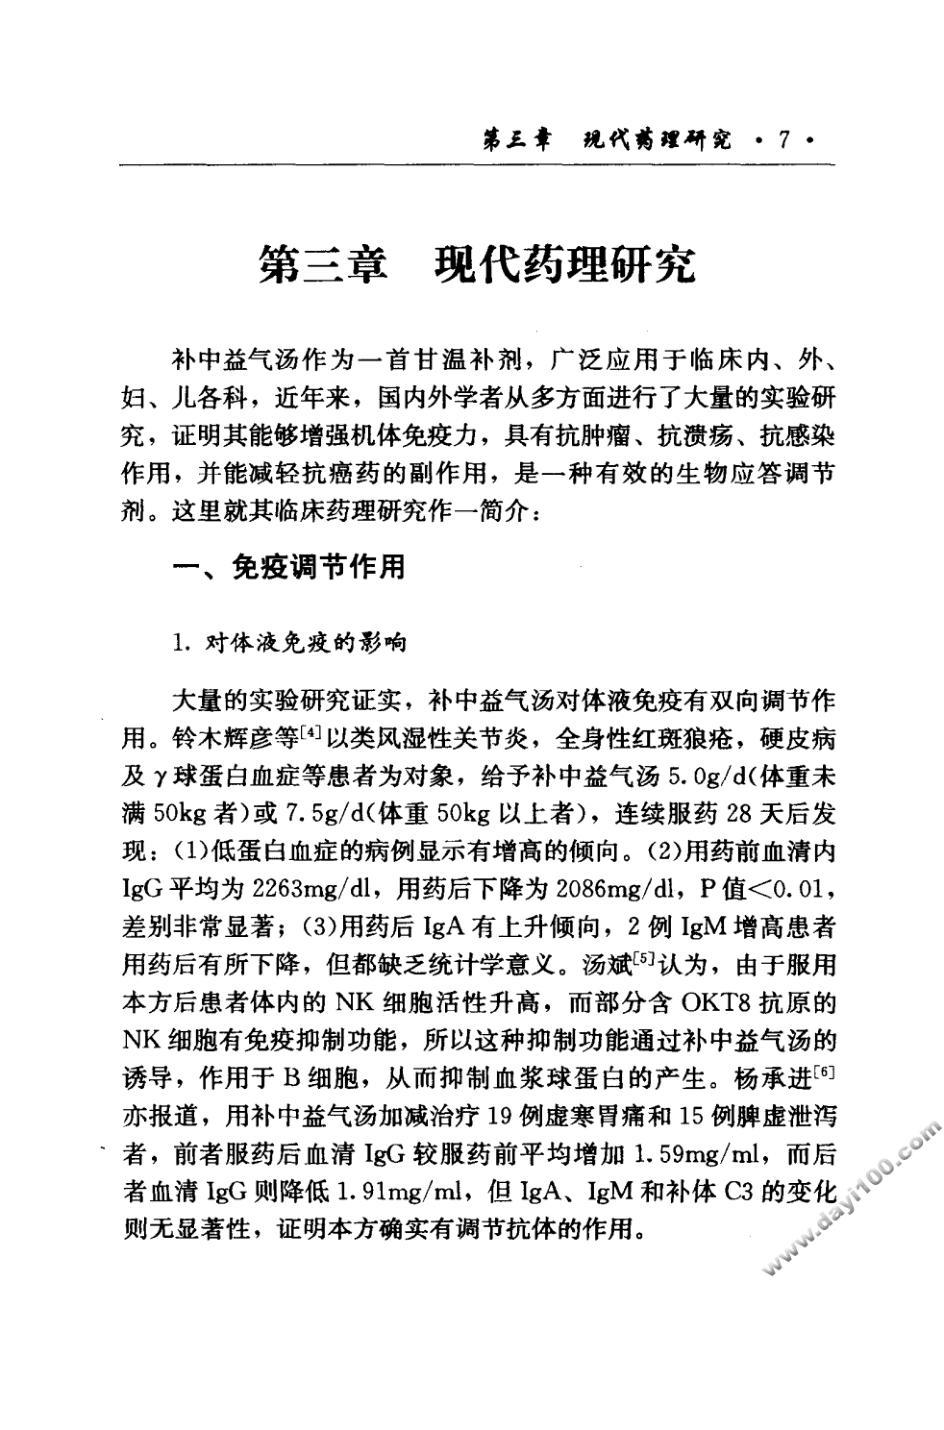 第三章 现代药理研究 · 7 ·
第三章 现代药理研究
补中益气汤作为一首甘温补剂，广泛应用于临床内、外、
妇、儿各科，近年来，国内外学者从多方面进行了大量的实验研
究，证明其能够增强机体免疫力，具有抗肿瘤、抗溃疡、抗感染
作用，并能减轻抗癌药的副作用，是一种有效的生物应答调节
剂。这里就其临床药理研究作一简介：
一、免疫调节作用
1. 对体液免疫的影响
大量的实验研究证实，补中益气汤对体液免疫有双向调节作
用。铃木辉彦等[4]以类风湿性关节炎，全身性红斑狼疮，硬皮病
及γ球蛋白血症等患者为对象，给予补中益气汤 5.0g/d(体重未
满 50kg 者)或 7.5g/d(体重 50kg 以上者)，连续服药 28 天后发
现：(1)低蛋白血症的病例显示有增高的倾向。(2)用药前血清内
IgG 平均为 2263mg/dl，用药后下降为 2086mg/dl，P 值<0.01，
差别非常显著；(3)用药后 IgA 有上升倾向，2 例 IgM 增高患者
用药后有所下降，但都缺乏统计学意义。汤斌[5]认为，由于服用
本方后患者体内的 NK 细胞活性升高，而部分含 OKT8 抗原的
NK 细胞有免疫抑制功能，所以这种抑制功能通过补中益气汤的
诱导，作用于 B 细胞，从而抑制血浆球蛋白的产生。杨承进[6]
亦报道，用补中益气汤加减治疗 19 例虚寒胃痛和 15 例脾虚泄泻
者，前者服药后血清 IgG 较服药前平均增加 1.59mg/ml，而后
者血清 IgG 则降低 1.91mg/ml，但 IgA、IgM 和补体 C3 的变化
则无显著性，证明本方确实有调节抗体的作用。
www.dayi100.com